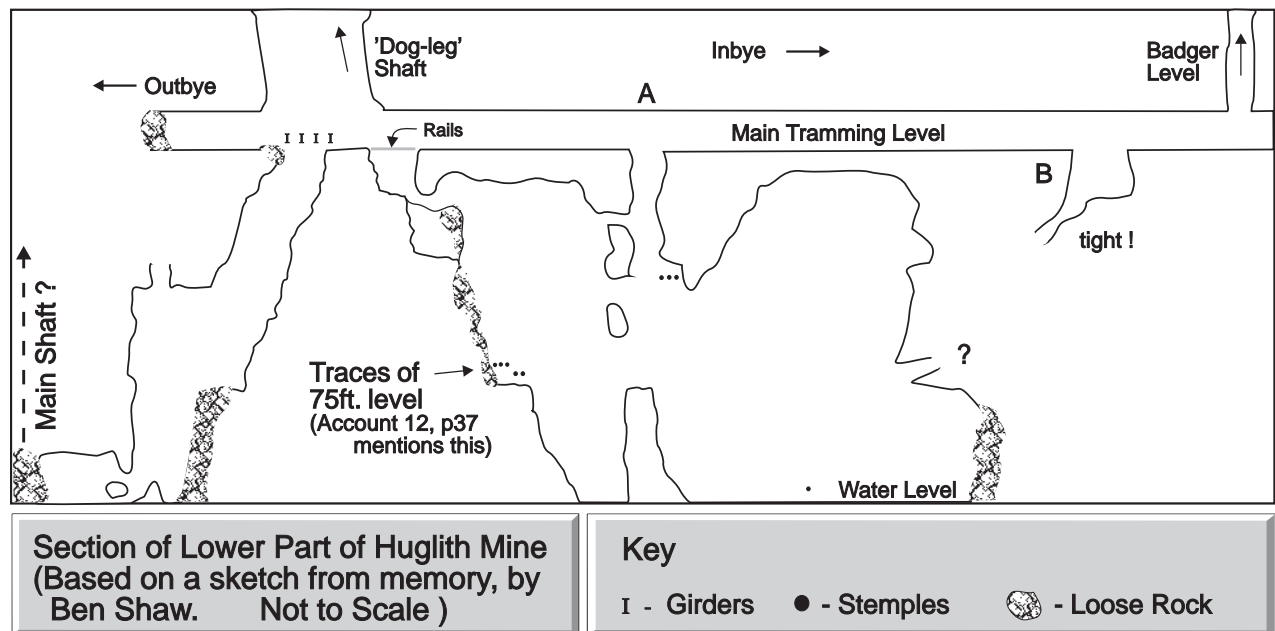 'Dog-leg'
Shaft
Inbye
Badger
Level
Outbye
A
Rails
Main Tramming Level
B
tight !
Main Shaft ?
?
Traces of
75ft. level
(Account 12, p37
mentions this)
Water Level
Section of Lower Part of Huglith Mine
(Based on a sketch from memory, by
Ben Shaw. Not to Scale )
Key
I - Girders
- Stemples
- Loose Rock